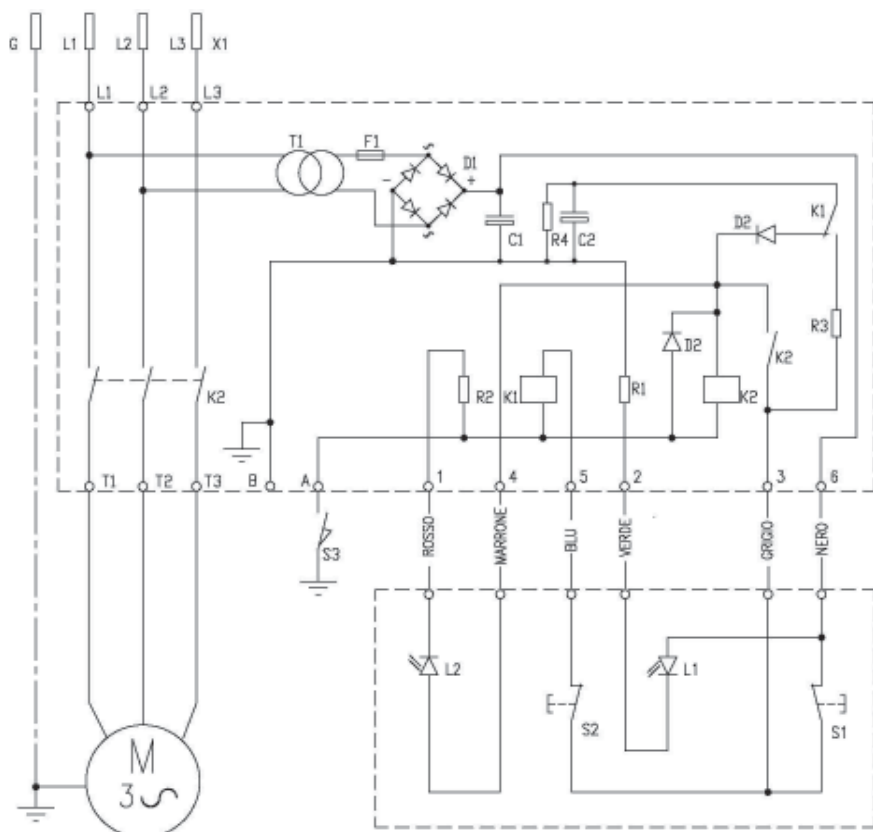 G L1 L2 L3 X1
L1 L2 L3
T1 F1 D1
- +
C1 R4 C2 D2 K1
R3
D2 K2
K2 R2 K1 R1 K2
T1 T2 T3 B A 1 4 5 2 3 6
S3
ROSSO
MARRONE
BLU
VERDE
GRIGIO
NERO
L2 L1
S2 S1
M
3